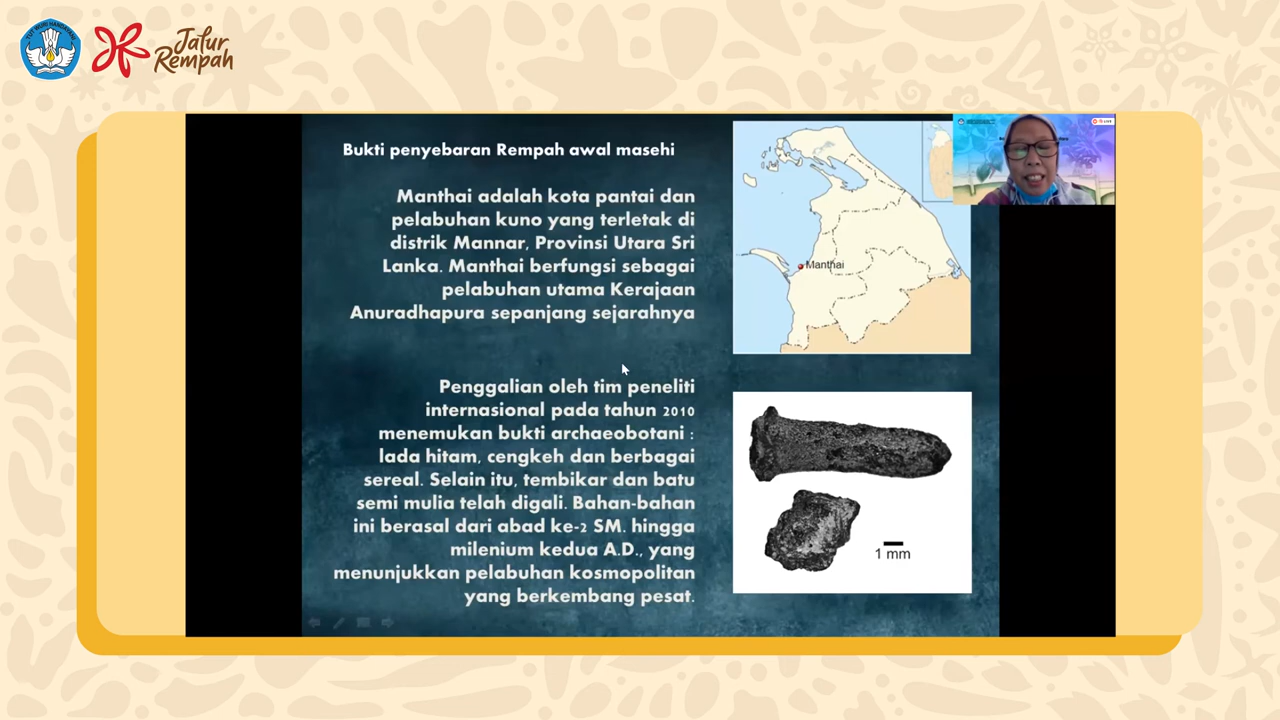 TUT WURI HANDAYANI
Jalur
Rempah
Bukti penyebaran Rempah awal masehi
Manthai adalah kota pantai dan
pelabuhan kuno yang terletak di
distrik Mannar, Provinsi Utara Sri
Lanka. Manthai berfungsi sebagai
pelabuhan utama Kerajaan
Anuradhapura sepanjang sejarahnya
Penggalian oleh tim peneliti
internasional pada tahun 2010
menemukan bukti archaeobotani :
lada hitam, cengkeh dan berbagai
sereal. Selain itu, tembikar dan batu
semi mulia telah digali. Bahan-bahan
ini berasal dari abad ke-2 SM. hingga
milenium kedua A.D., yang
menunjukkan pelabuhan kosmopolitan
yang berkembang pesat.
Manthai
1 mm
LIVE